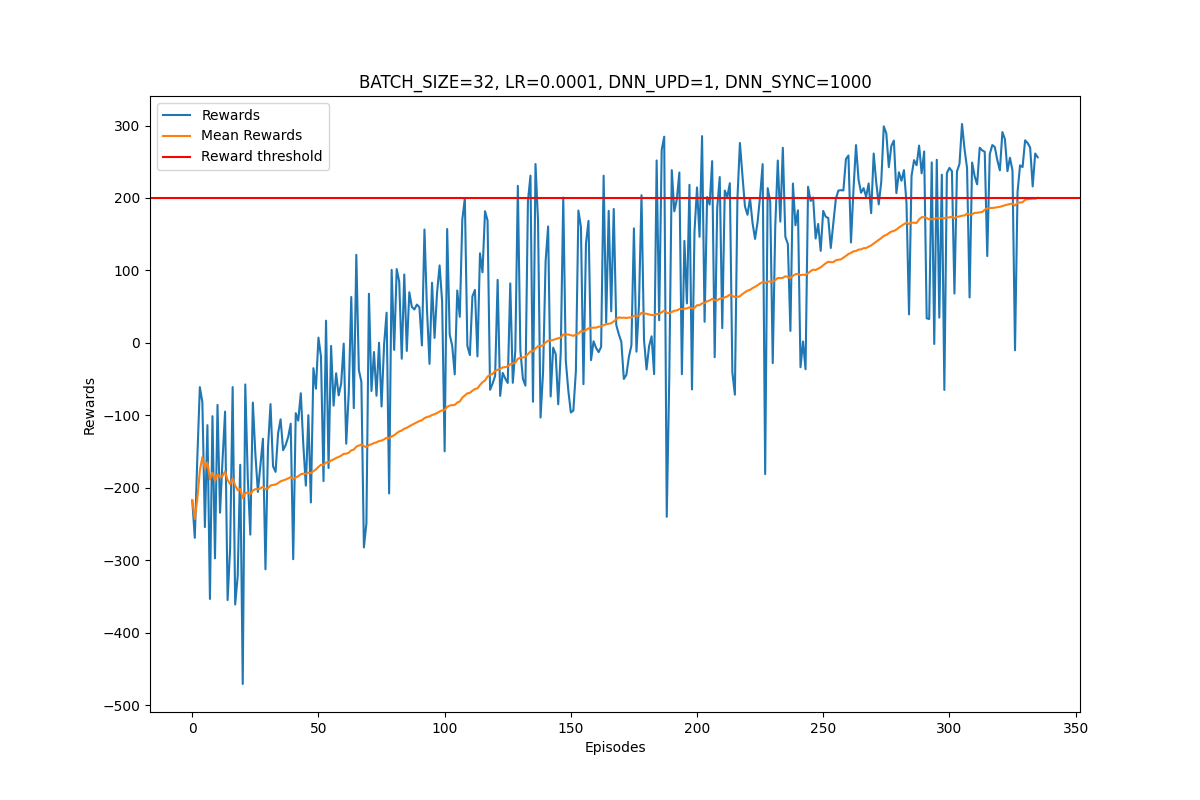 BATCH_SIZE=32, LR=0.0001, DNN_UPD=1, DNN_SYNC=1000
Rewards
Mean Rewards
Reward threshold
300
200
100
0
−100
−200
−300
−400
−500
Rewards
0 50 100 150 200 250 300 350
Episodes